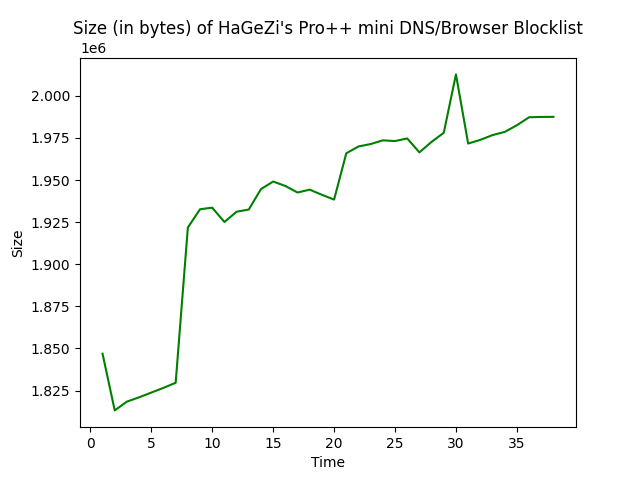 Size (in bytes) of HaGeZi's Pro++ mini DNS/Browser Blocklist
1e6
2.000
1.975
1.950
1.925
1.900
1.875
1.850
1.825
Size
0 5 10 15 20 25 30 35
Time